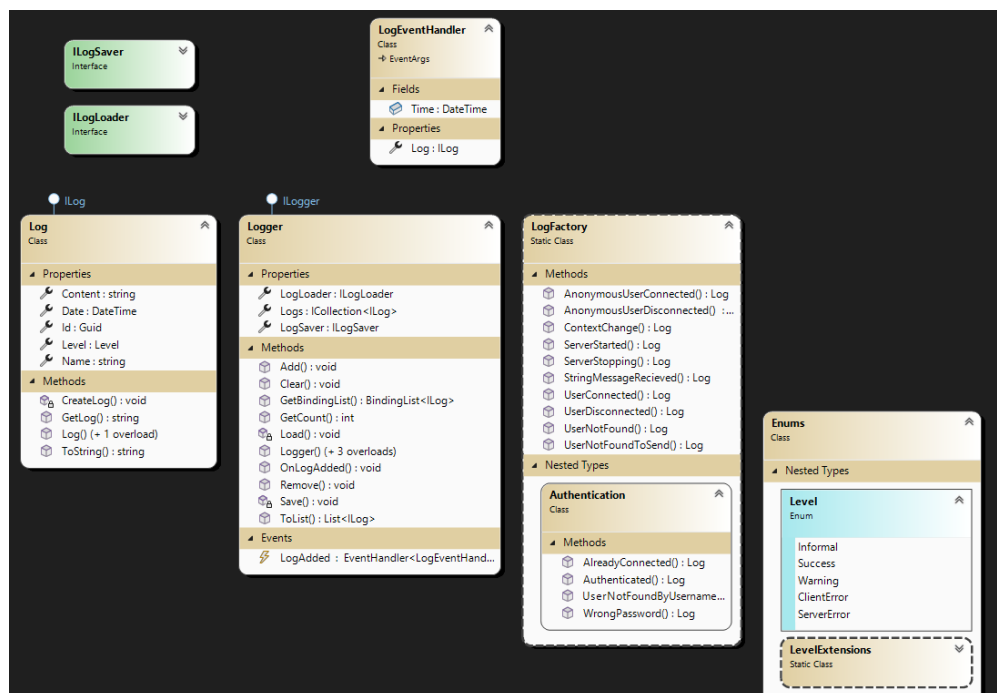 ILogSaver
Interface
ILogLoader
Interface
LogEventHandler
Class
EventArgs
Fields
Time : DateTime
Properties
Log : ILog
ILog
Log
Class
Properties
Content : string
Date : DateTime
Id : Guid
Level : Level
Name : string
Methods
CreateLog() : void
GetLog() : string
Log() (+ 1 overload)
ToString() : string
ILogger
Logger
Class
Properties
LogLoader : ILogLoader
Logs : ICollection<ILog>
LogSaver : ILogSaver
Methods
Add() : void
Clear() : void
GetBindingList() : BindingList<ILog>
GetCount() : int
Load() : void
Logger() (+ 3 overloads)
OnLogAdded() : void
Remove() : void
Save() : void
ToList() : List<ILog>
Events
LogAdded : EventHandler<LogEventHand...
LogFactory
Static Class
Methods
AnonymousUserConnected() : Log
AnonymousUserDisconnected() :...
ContextChange() : Log
ServerStarted() : Log
ServerStopping() : Log
StringMessageRecieved() : Log
UserConnected() : Log
UserDisconnected() : Log
UserNotFound() : Log
UserNotFoundToSend() : Log
Nested Types
Authentication
Class
Methods
AlreadyConnected() : Log
Authenticated() : Log
UserNotFoundByUsername...
WrongPassword() : Log
Enums
Class
Nested Types
Level
Enum
Informal
Success
Warning
ClientError
ServerError
LevelExtensions
Static Class